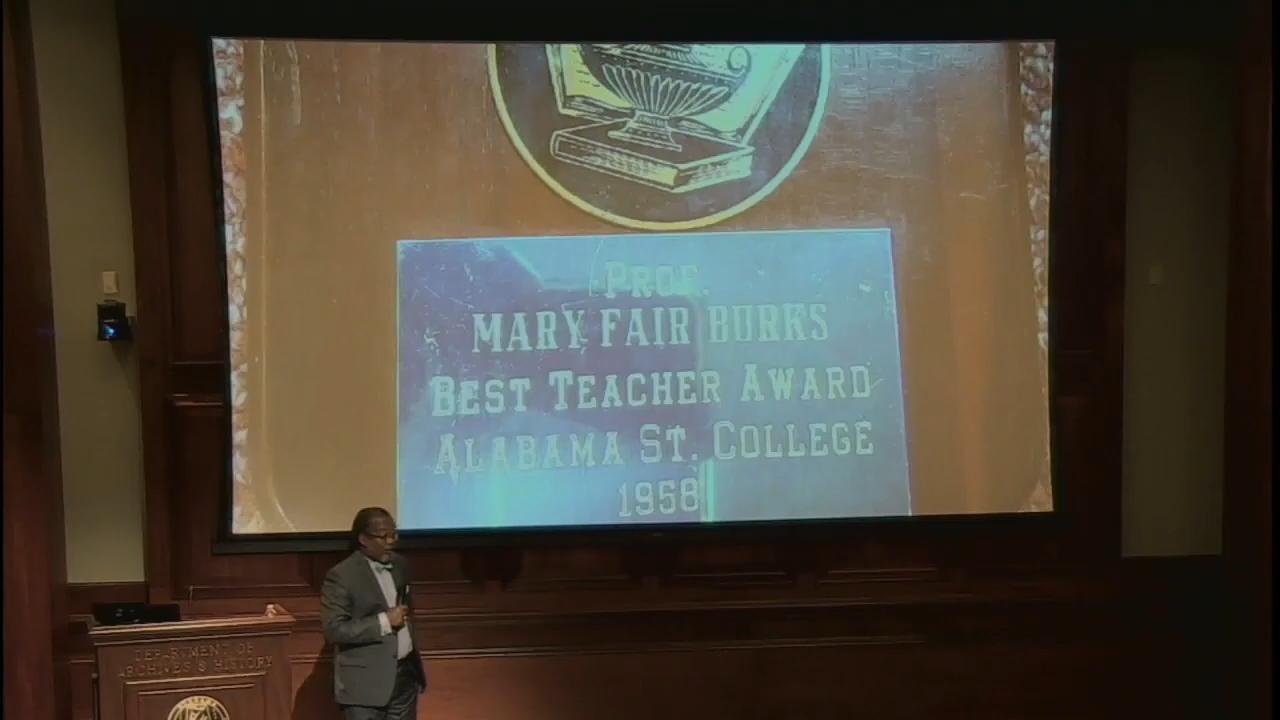 PROF.
MARY FAIR BURKS
BEST TEACHER AWARD
ALABAMA ST. COLLEGE
1958
DEPARTMENT OF
ARCHIVES & HISTORY